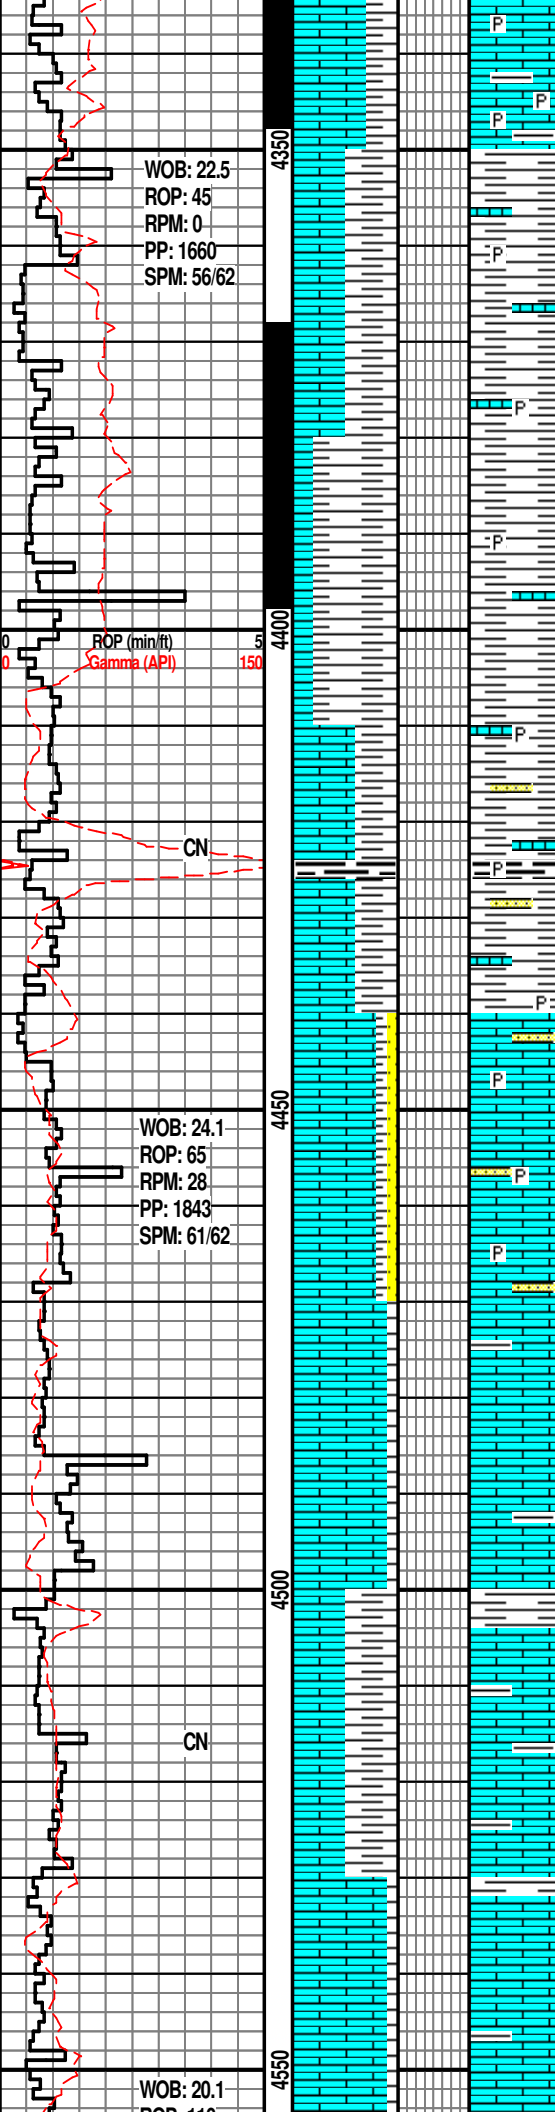 P
P
P
4350
WOB: 22.5
ROP: 45
RPM: 0
PP: 1660
SPM: 56/62
P
P
P
4400
0 ROP (min/ft) 5
0 Gamma (API) 150
P
CN
P
P
P
4450
WOB: 24.1
ROP: 65
RPM: 28
PP: 1843
SPM: 61/62
P
P
4500
CN
4550
WOB: 20.1